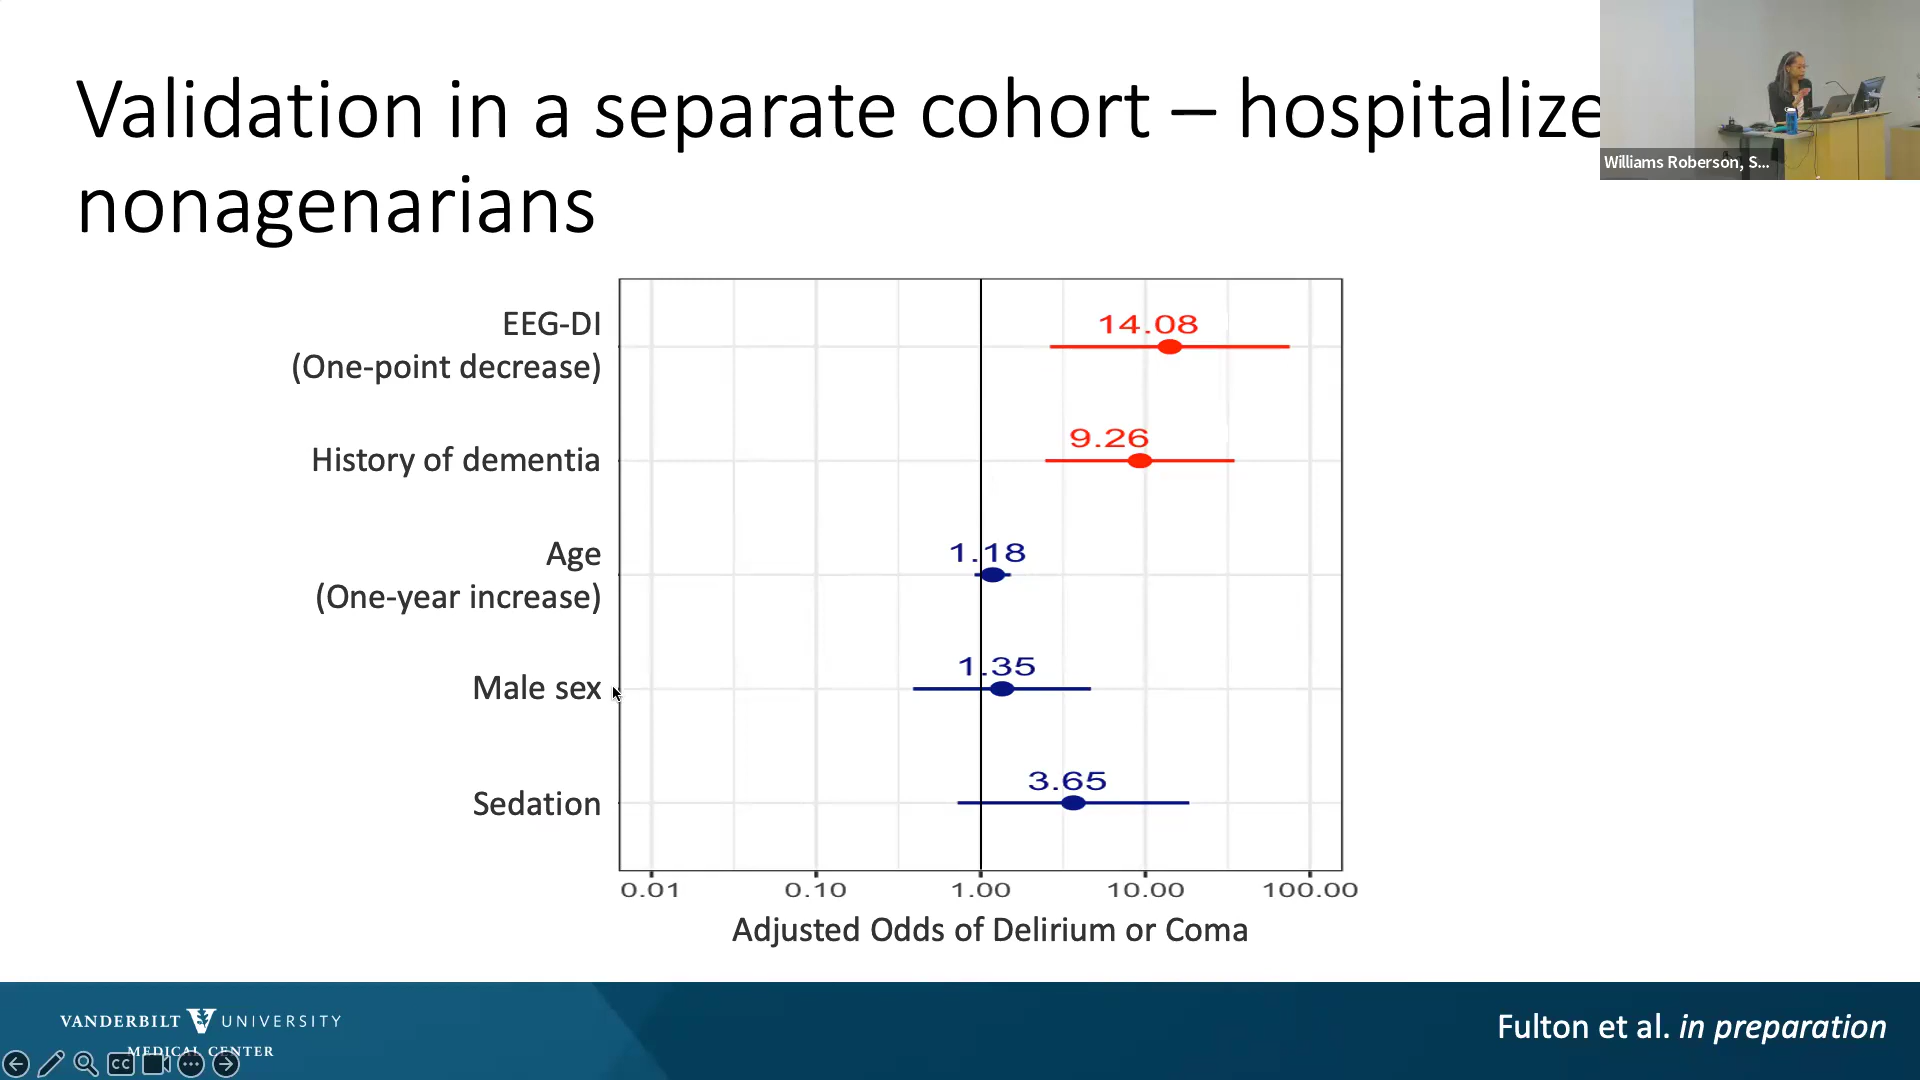 Validation in a separate cohort – hospitalize
nonagenarians
Williams Roberson, S...
EEG-DI
(One-point decrease)
14.08
History of dementia
9.26
Age
(One-year increase)
1.18
Male sex
1.35
Sedation
3.65
0.01 0.10 1.00 10.00 100.00
Adjusted Odds of Delirium or Coma
VANDERBILT V UNIVERSITY
MEDICAL CENTER
Fulton et al. in preparation
CC